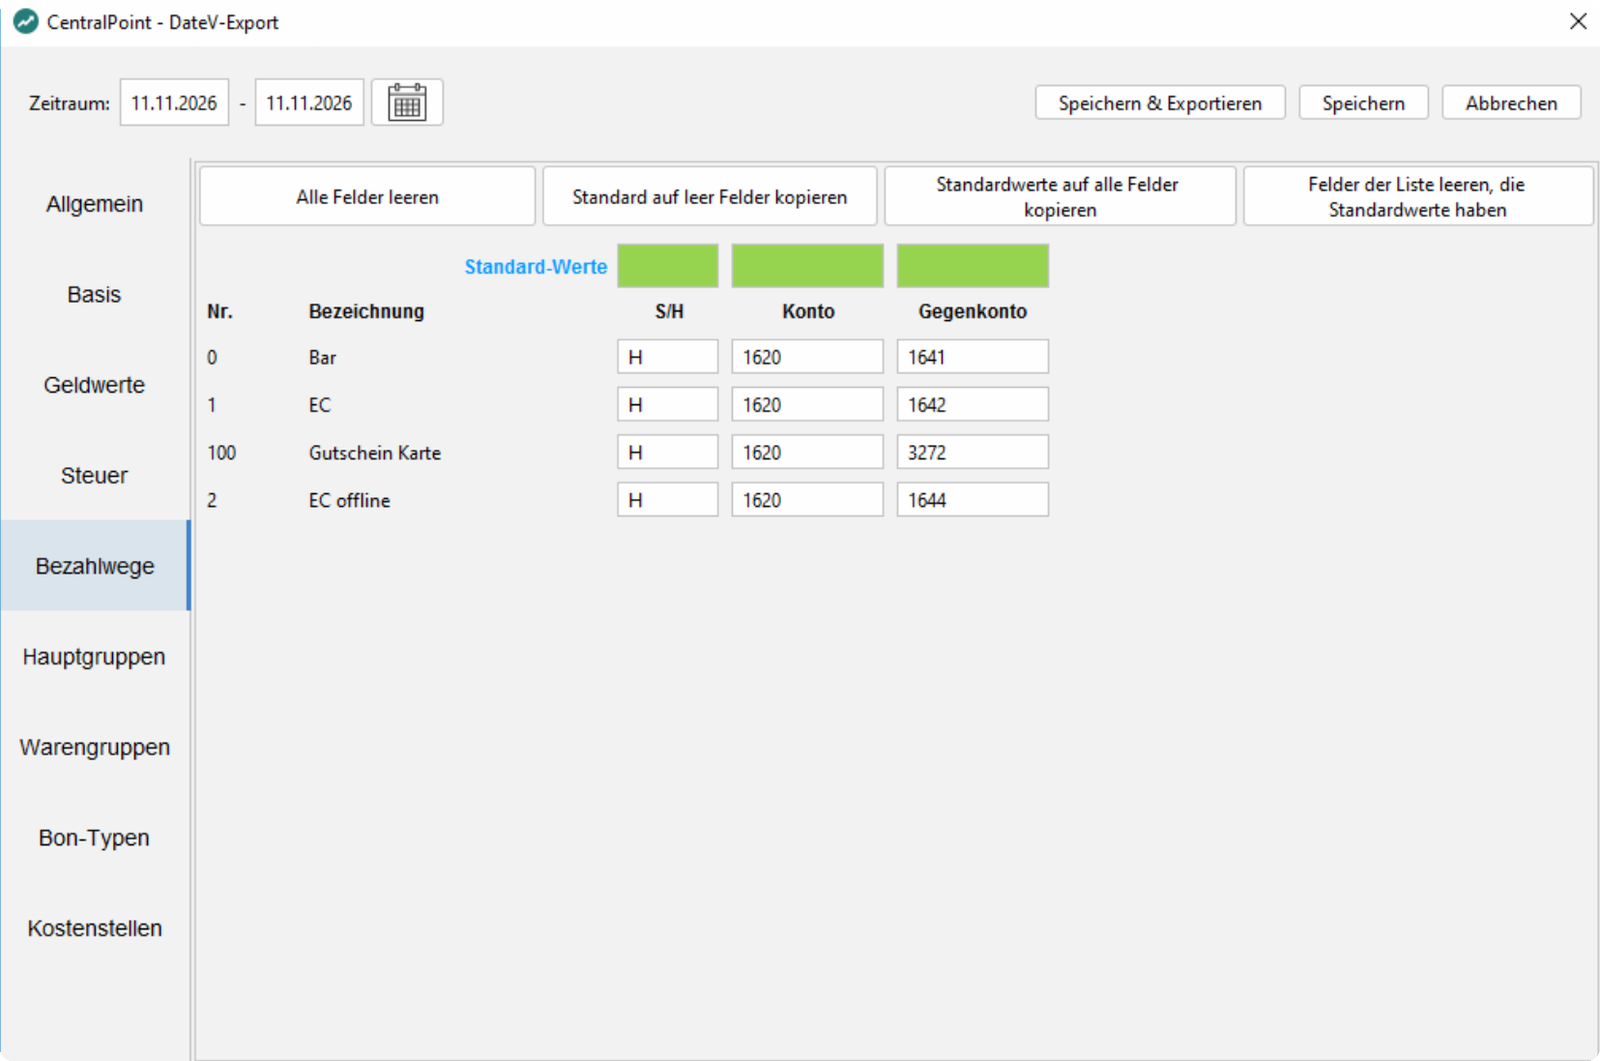 CentralPoint - DateV-Export
Zeitraum: 11.11.2026 - 11.11.2026
Speichern & Exportieren
Speichern
Abbrechen
Allgemein
Basis
Geldwerte
Steuer
Bezahlwege
Hauptgruppen
Warengruppen
Bon-Typen
Kostenstellen
Alle Felder leeren
Standard auf leer Felder kopieren
Standardwerte auf alle Felder
kopieren
Felder der Liste leeren, die
Standardwerte haben
Standard-Werte
Nr. Bezeichnung S/H Konto Gegenkonto
0 Bar H 1620 1641
1 EC H 1620 1642
100 Gutschein Karte H 1620 3272
2 EC offline H 1620 1644